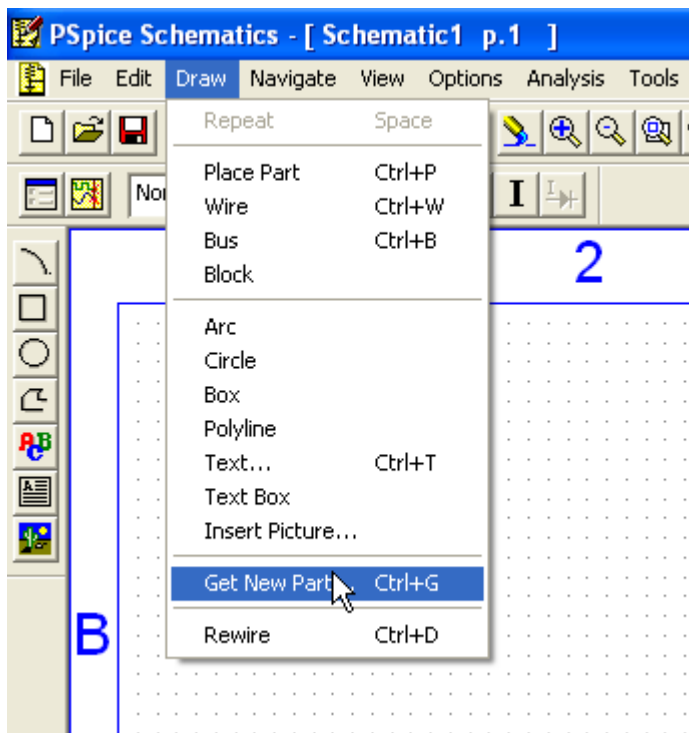 PSpice Schematics - [ Schematic1 p.1 ]
File Edit Draw Navigate View Options Analysis Tools
Repeat Space
Place Part Ctrl+P
Wire Ctrl+W
Bus Ctrl+B
Block
Arc
Circle
Box
Polyline
Text... Ctrl+T
Text Box
Insert Picture...
Get New Part... Ctrl+G
Rewire Ctrl+D
I
I
2
ABC
A
B